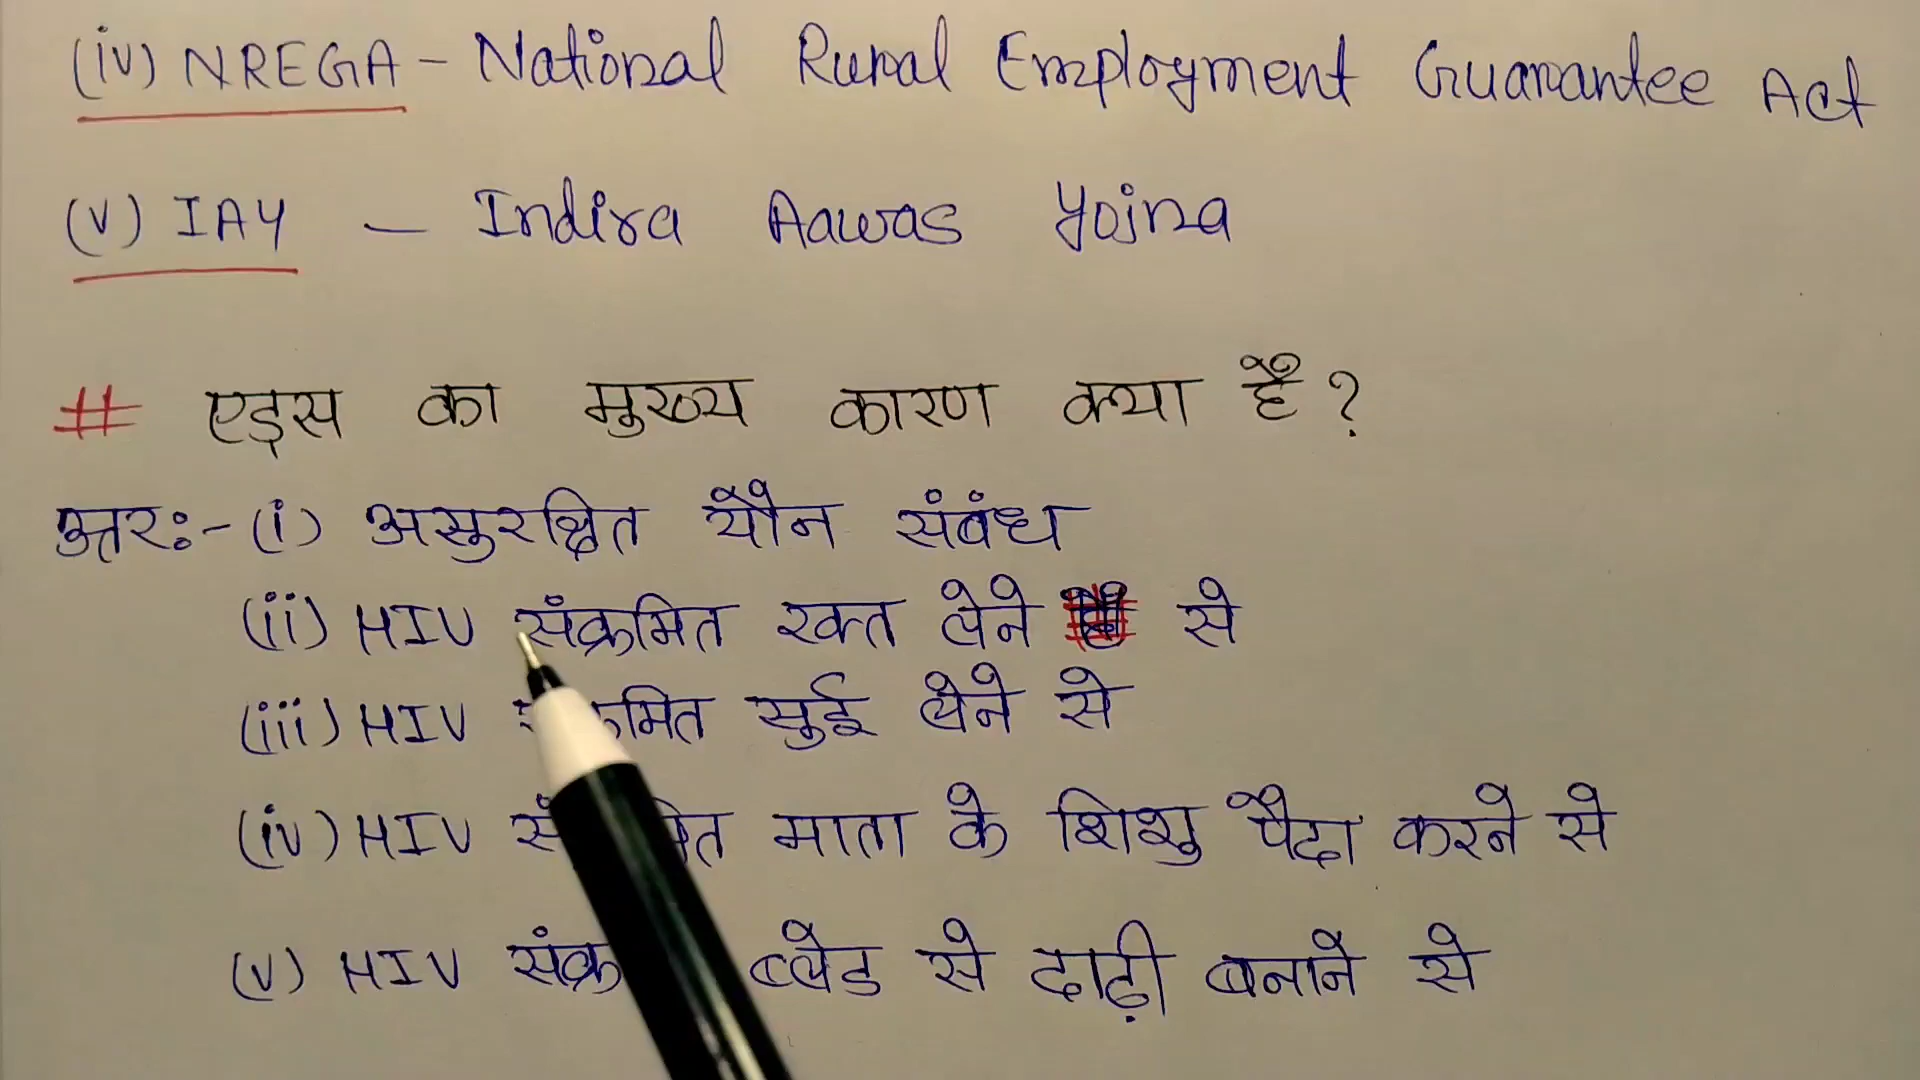 (iv) NREGA - National Rural Employment Guarantee Act
(v) IAY - Indira Aawas Yojna
# एड्स का मुख्य कारण क्या है ?
उत्तर:- (i) असुरक्षित यौन संबंध
(ii) HIV संक्रमित रक्त लेने से
(iii) HIV सुई लेने से
(iv) HIV माता के शिशु पैदा करने से
(v) HIV ब्लेड से दाढ़ी बनाने से